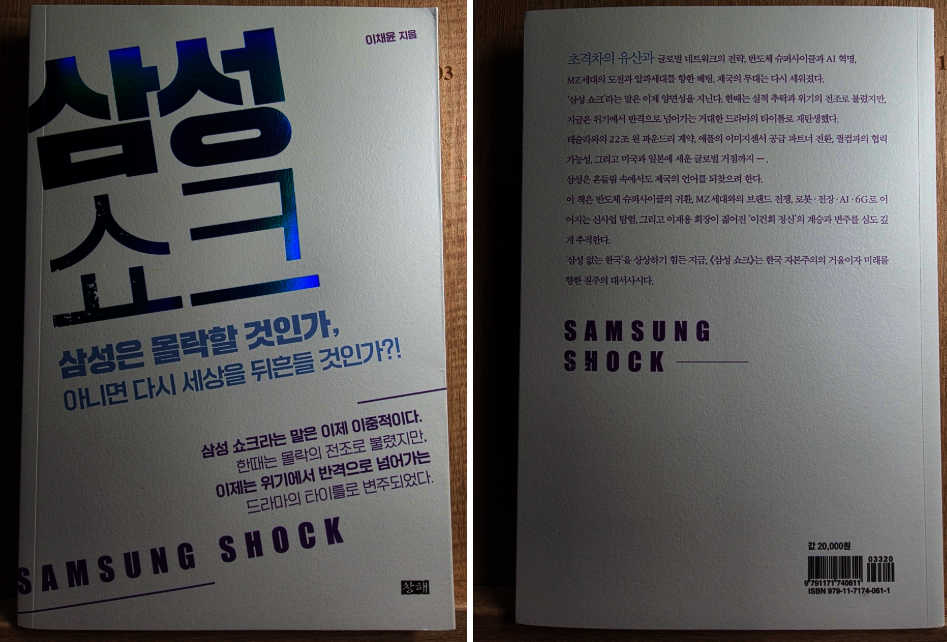 이채윤 지음
삼성
쇼크
삼성은 몰락할 것인가,
아니면 다시 세상을 뒤흔들 것인가?!
삼성 쇼크라는 말은 이제 이중적이다.
한때는 몰락의 전조로 불렸지만,
이제는 위기에서 반격으로 넘어가는
드라마의 타이틀로 변주되었다.
SAMSUNG SHOCK
창해
초격차의 유산과 글로벌 네트워크의 전략, 반도체 슈퍼사이클과 AI 혁명,
MZ세대의 도전과 알파세대를 향한 베팅, 제국의 무대는 다시 세워졌다.
'삼성 쇼크'라는 말은 이제 양면성을 지닌다. 한때는 실적 추락과 위기의 전조로 불렸지만,
지금은 위기에서 반격으로 넘어가는 거대한 드라마의 타이틀로 재탄생했다.
테슬라와의 22조 원 파운드리 계약, 애플의 이미지센서 공급 파트너 전환, 퀄컴과의 협력
가능성, 그리고 미국과 일본에 세운 글로벌 거점까지 ─ .
삼성은 흔들림 속에서도 제국의 언어를 되찾으려 한다.
이 책은 반도체 슈퍼사이클의 귀환, MZ세대와의 브랜드 전쟁, 로봇·전장·AI·6G로 이
어지는 신사업 탐험, 그리고 이재용 회장이 짊어진 '이건희 정신'의 계승과 변주를 심도 깊
게 추적한다.
'삼성 없는 한국'을 상상하기 힘든 지금, 《삼성 쇼크》는 한국 자본주의의 거울이자 미래를
향한 질주의 대서사시다.
SAMSUNG
SHOCK
값 20,000원
03320
9 791171 740611
ISBN 979-11-7174-061-1